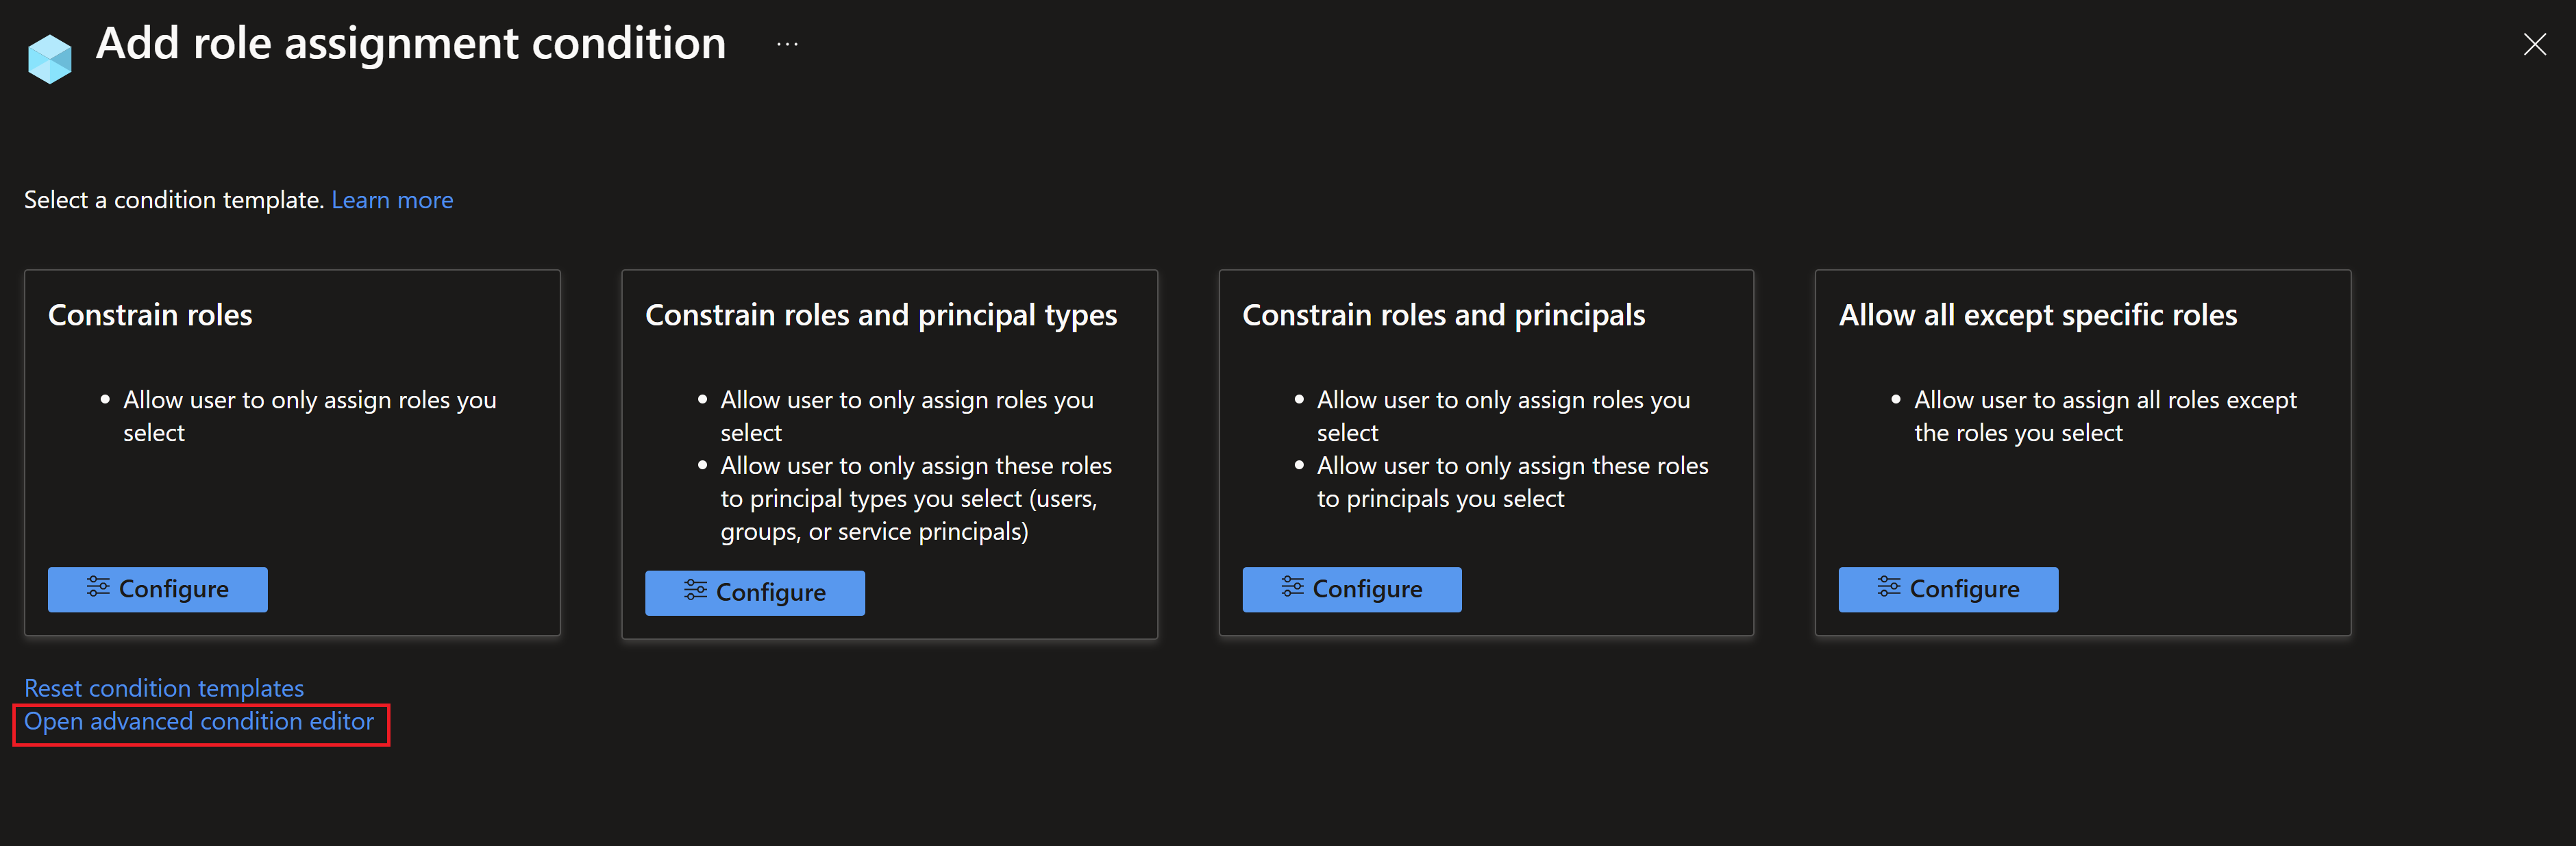 Add role assignment condition ...
Select a condition template. Learn more
Constrain roles
• Allow user to only assign roles you
select
Configure
Constrain roles and principal types
• Allow user to only assign roles you
select
• Allow user to only assign these roles
to principal types you select (users,
groups, or service principals)
Configure
Constrain roles and principals
• Allow user to only assign roles you
select
• Allow user to only assign these roles
to principals you select
Configure
Allow all except specific roles
• Allow user to assign all roles except
the roles you select
Configure
Reset condition templates
Open advanced condition editor